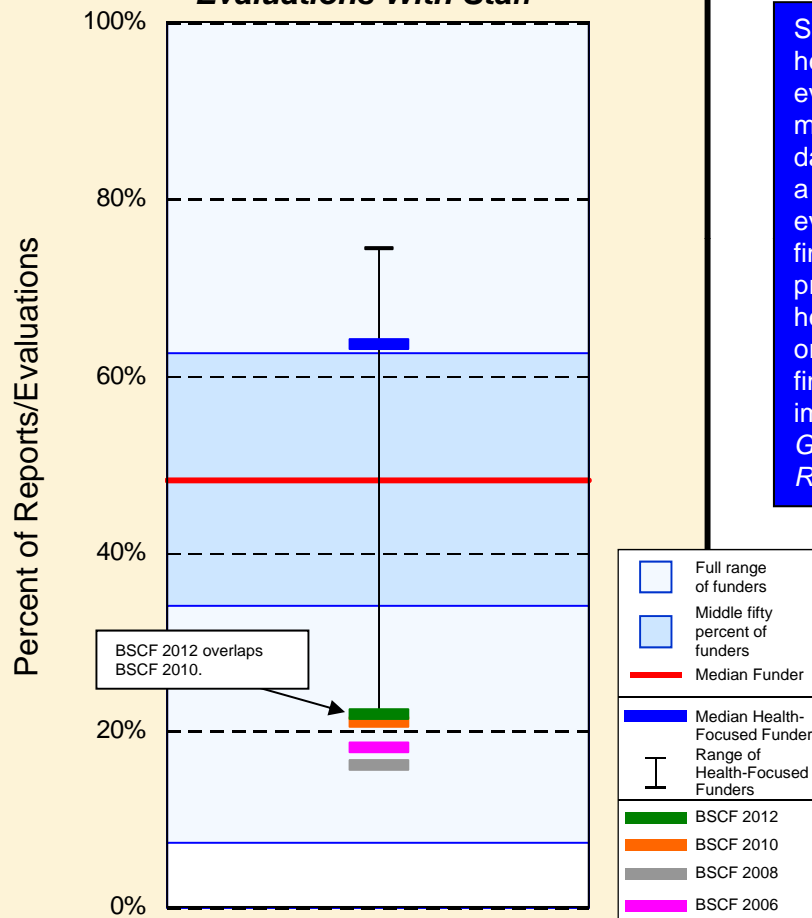 Evaluations With Staff
100%
80%
60%
40%
20%
0%
Percent of Reports/Evaluations
BSCF 2012 overlaps
BSCF 2010.
Full range
of funders
Middle fifty
percent of
funders
Median Funder
Median Health-
Focused Funder
Range of
Health-Focused
Funders
BSCF 2012
BSCF 2010
BSCF 2008
BSCF 2006